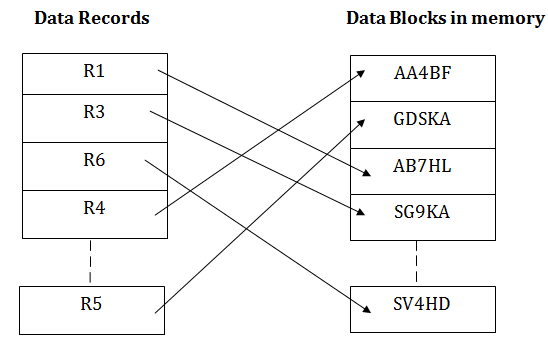 Data Records
Data Blocks in memory
R1
AA4BF
R3
GDSKA
R6
AB7HL
R4
SG9KA
R5
SV4HD